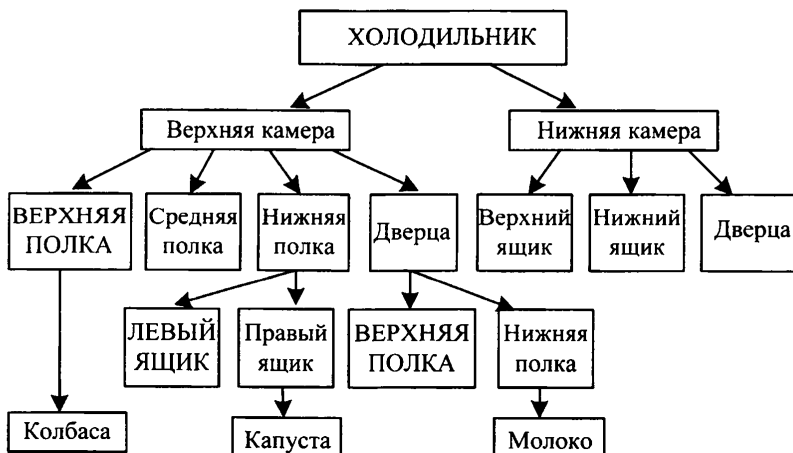 ХОЛОДИЛЬНИК
Верхняя камера
Нижняя камера
ВЕРХНЯЯ
ПОЛКА
Средняя
полка
Нижняя
полка
Дверца
Верхний
ящик
Нижний
ящик
Дверца
ЛЕВЫЙ
ЯЩИК
Правый
ящик
ВЕРХНЯЯ
ПОЛКА
Нижняя
полка
Колбаса
Капуста
Молоко